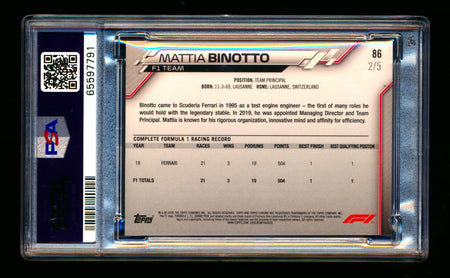 MATTIA BINOTTO
F1 TEAM
86
2/5
POSITION: TEAM PRINCIPAL
BORN: 11-3-69, LAUSANNE HOME: LAUSANNE, SWITZERLAND
Binotto came to Scuderia Ferrari in 1995 as a test engineer – the first of many roles he
would hold with the legendary stable. In 2019, he was appointed Managing Director and Team
Principal. Mattia is known for his rigorous organization, innovative mind and affinity for efficiency.
COMPLETE FORMULA 1 RACING RECORD
YEAR TEAM RACES WINS PODIUMS POINTS BEST FINISH BEST QUALIFYING POSITION
19 FERRARI 21 3 19 504 1 1
F1 TOTALS 21 3 19 504 1 1
TOPPS
F1
PSA
65597791